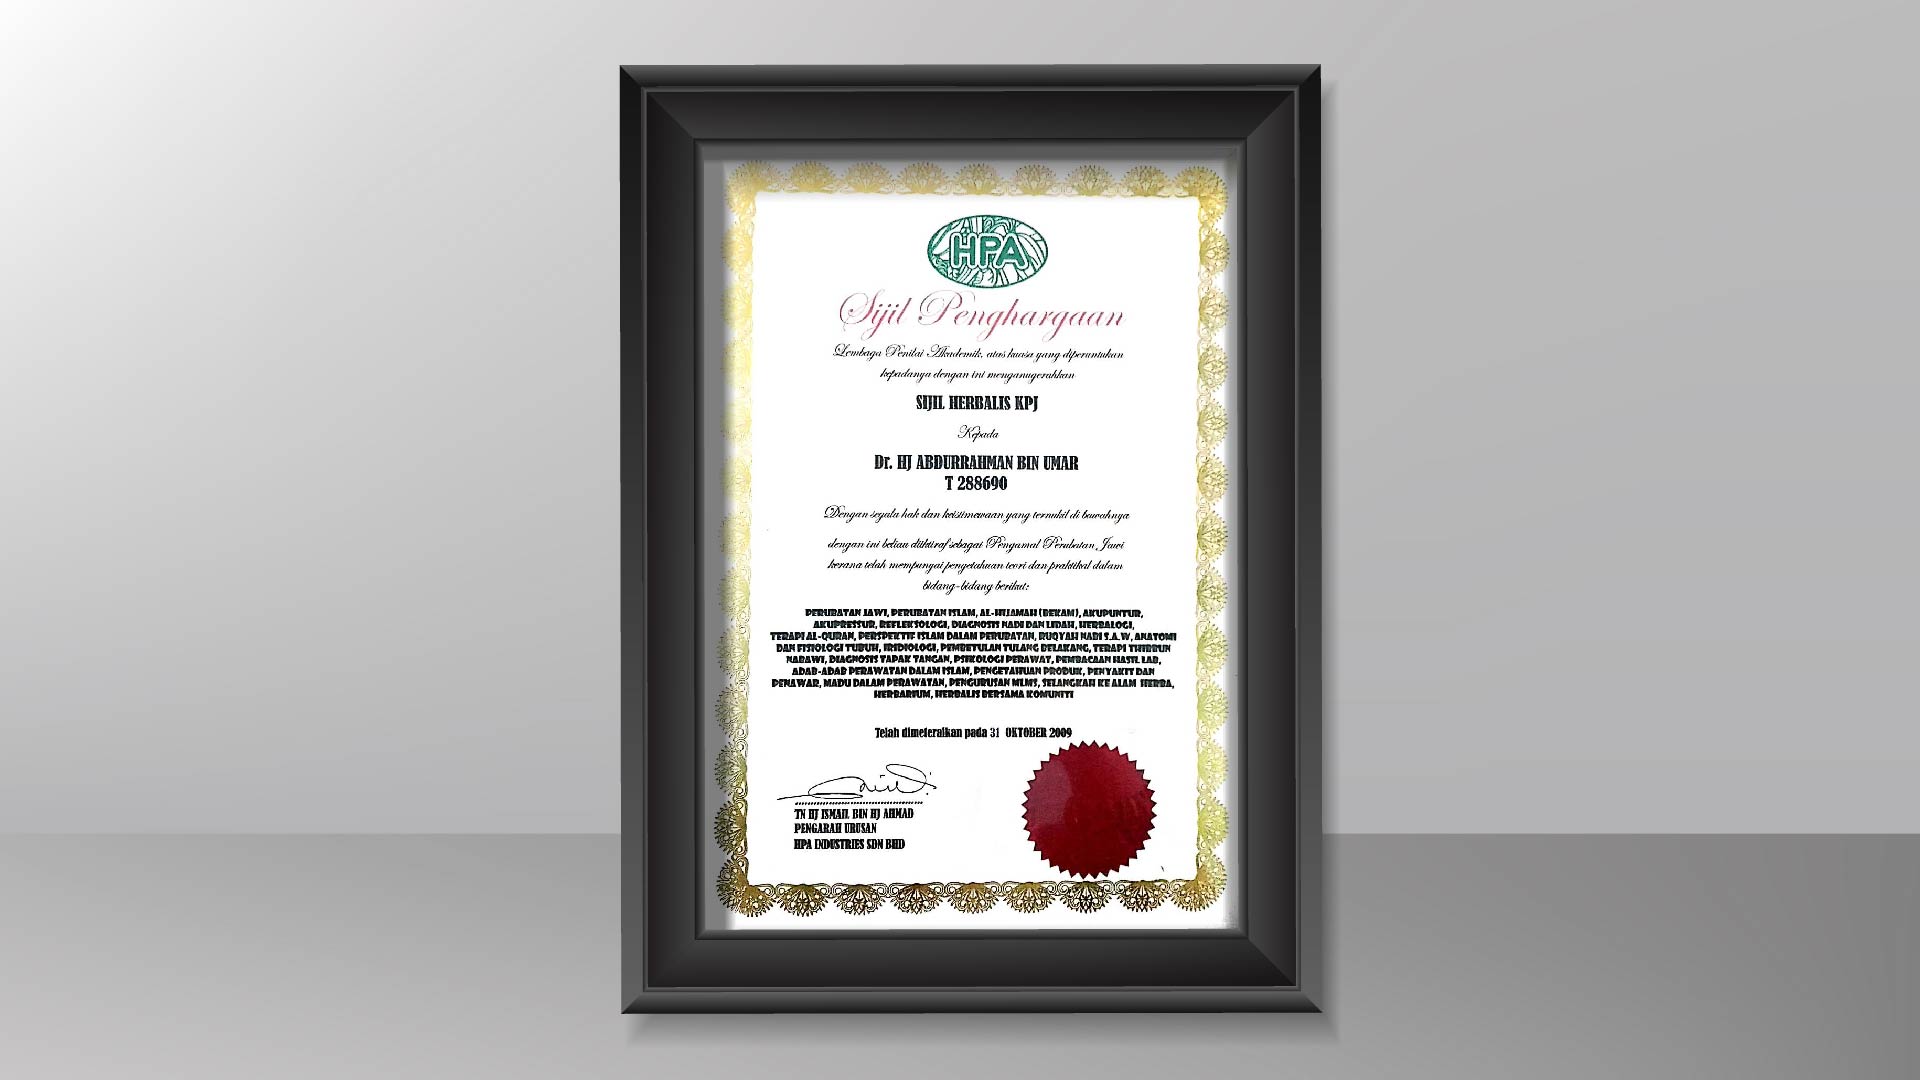 HPA
Sijil Penghargaan
Lembaga Penilai Akademik, atas kuasa yang diperuntukan
kepadanya dengan ini menganugerahkan
SIJIL HERBALIS KPJ
Kepada
Dr. HJ ABDURRAHMAN BIN UMAR
T 288690
Dengan segala hak dan keistimewaan yang ternukil di bawahnya
dengan ini beliau diiktiraf sebagai Pengamal Perubatan Jawi
kerana telah mempunyai pengetahuan teori dan praktikal dalam
bidang-bidang berikut:
PERUBATAN JAWI, PERUBATAN ISLAM, AL-HIJAMAH (BEKAM), AKUPUNTUR,
AKUPRESSUR, REFLEKSOLOGI, DIAGNOSIS NADI DAN LIDAH, HERBALOGI,
TERAPI AL-QURAN, PERSPEKTIF ISLAM DALAM PERUBATAN, RUQYAH NABI S.A.W, ANATOMI
DAN FISIOLOGI TUBUH, IRIDIOLOGI, PEMBETULAN TULANG BELAKANG, TERAPI THIBBUN
NABAWI, DIAGNOSIS TAPAK TANGAN, PSIKOLOGI PERAWAT, PEMBACAAN HASIL LAB,
ADAB-ADAB PERAWATAN DALAM ISLAM, PENGETAHUAN PRODUK, PENYAKIT DAN
PENAWAR, MADU DALAM PERAWATAN, PENGURUSAN MLMS, SELANGKAH KE ALAM HERBA,
HERBARIUM, HERBALIS BERSAMA KOMUNITI
Telah dimeteraikan pada 31 OKTOBER 2009
TN HJ ISMAIL BIN HJ AHMAD
PENGARAH URUSAN
HPA INDUSTRIES SDN BHD